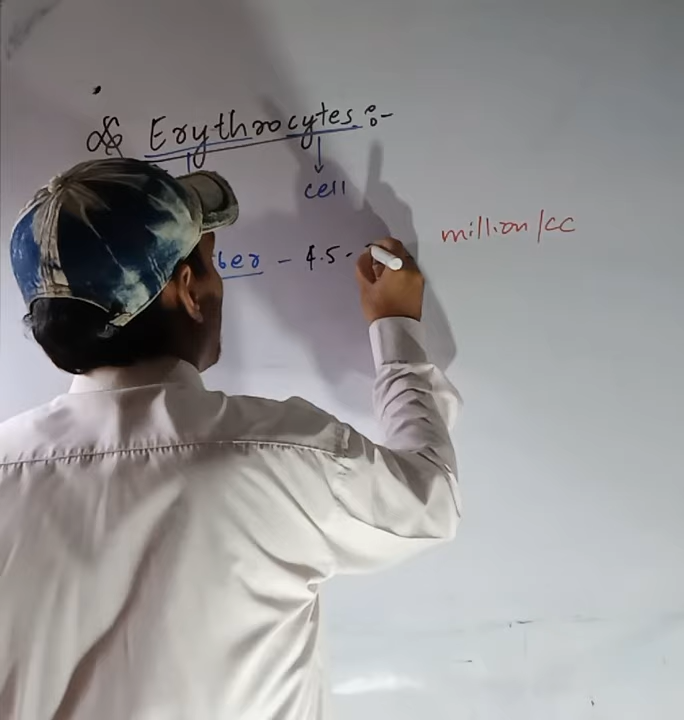 Erythrocytes :-
cell
ber - 4.5 -
million/cc